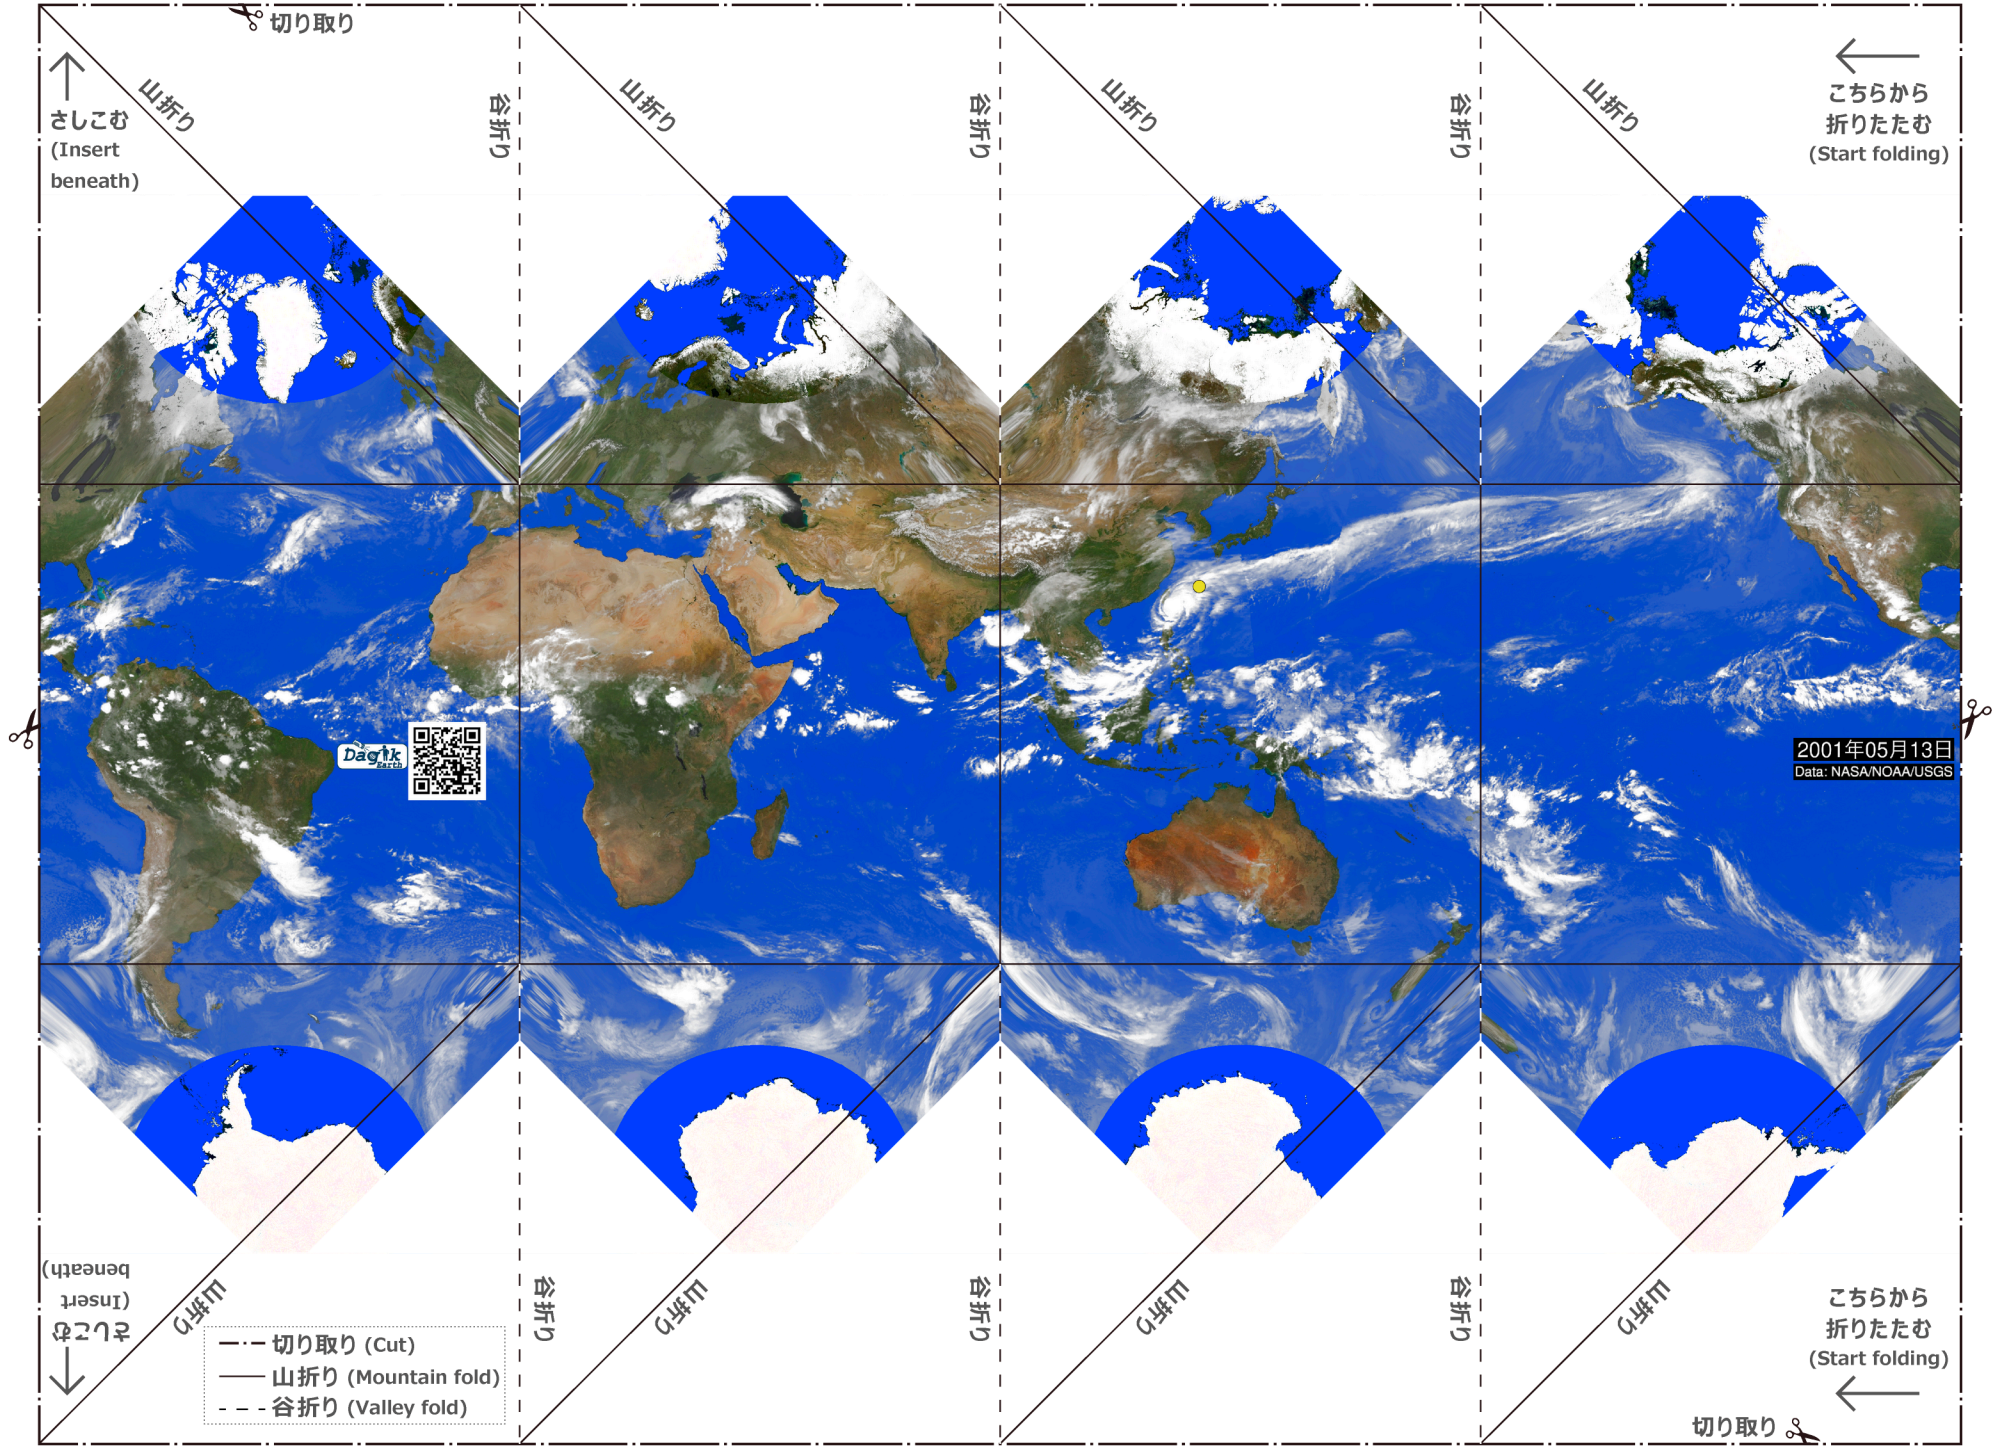 切り取り
さしこむ
(Insert
beneath)
山折り
谷折り
山折り
谷折り
山折り
谷折り
山折り
こちらから
折りたたむ
(Start folding)
Dagik
Earth
2001年05月13日
Data: NASA/NOAA/USGS
さしこむ
(Insert
beneath)
山折り
谷折り
山折り
谷折り
山折り
谷折り
山折り
こちらから
折りたたむ
(Start folding)
切り取り (Cut)
山折り (Mountain fold)
谷折り (Valley fold)
切り取り